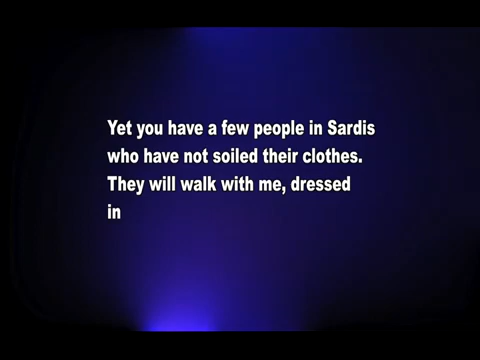 Yet you have a few people in Sardis
who have not soiled their clothes.
They will walk with me, dressed
in